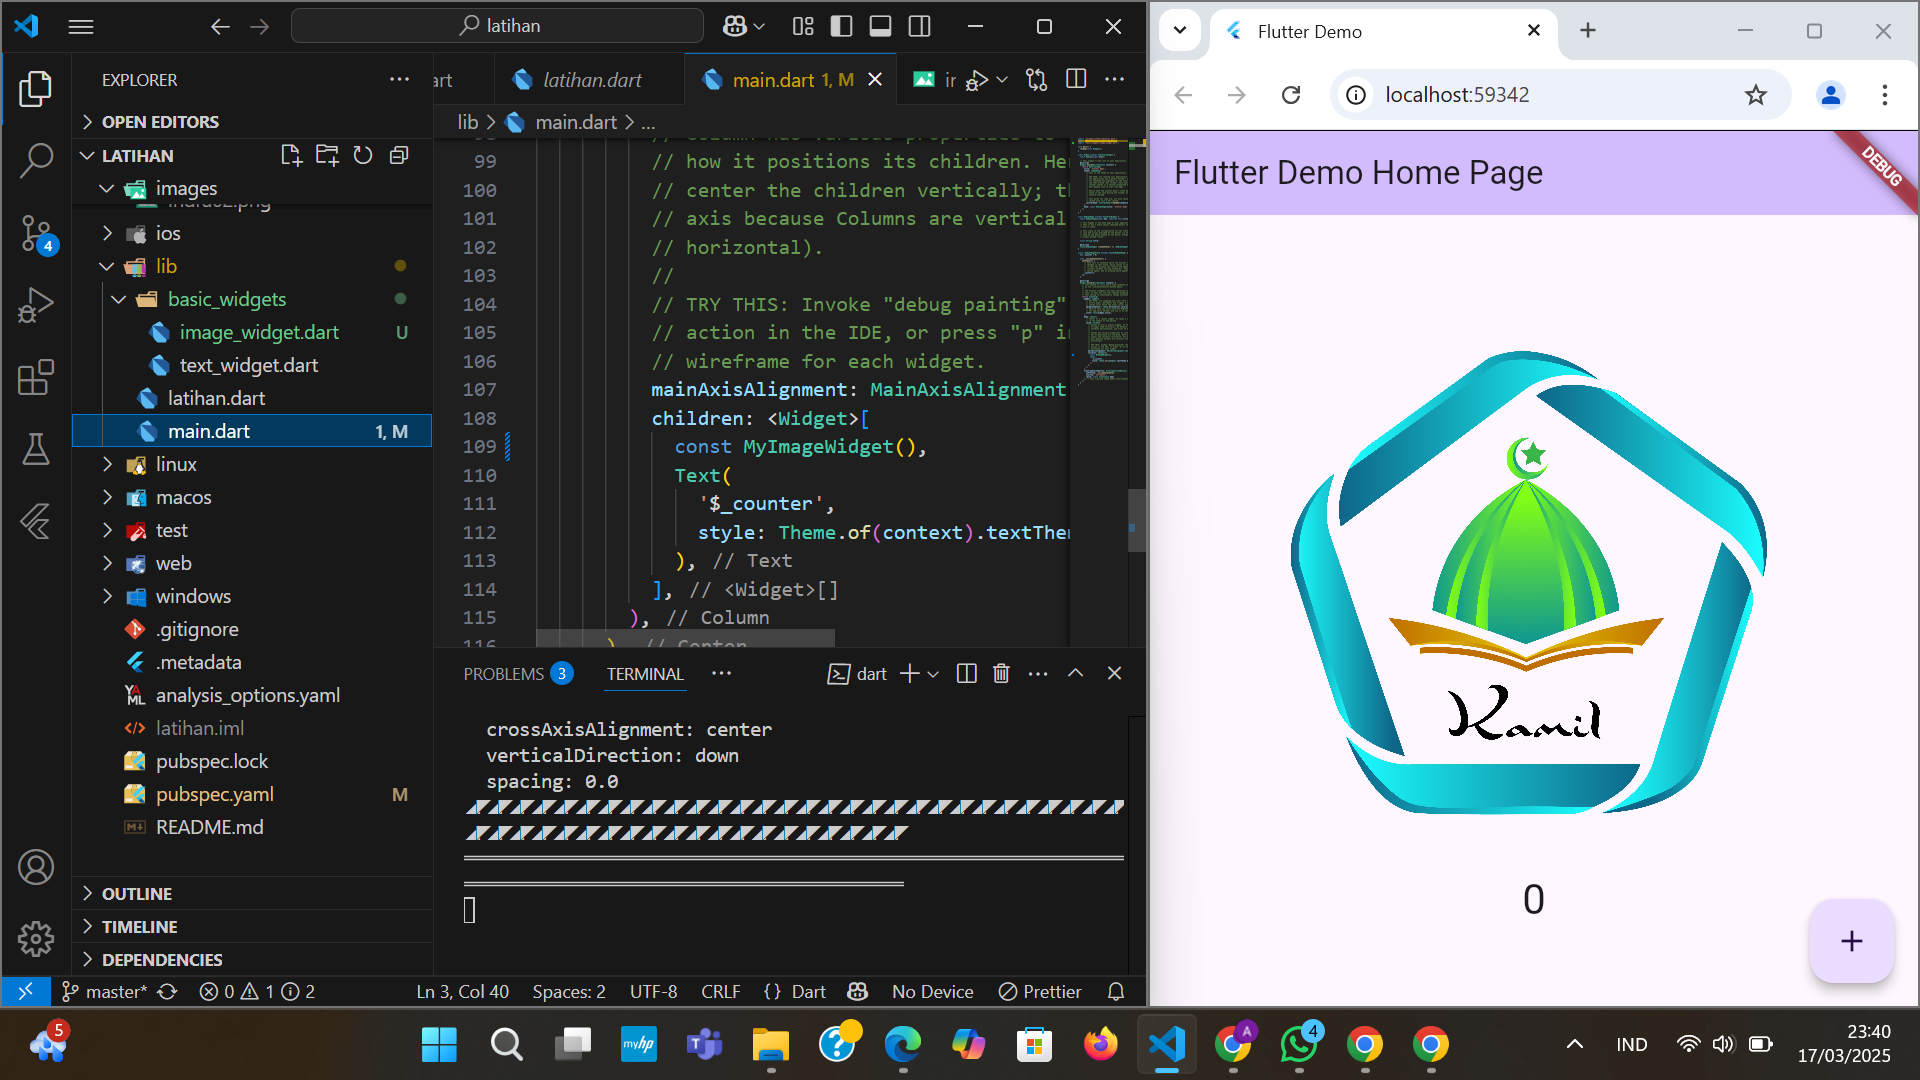 latihan
EXPLORER
OPEN EDITORS
LATIHAN
images
ios
lib
basic_widgets
image_widget.dart U
text_widget.dart
latihan.dart
main.dart 1, M
linux
macos
test
web
windows
.gitignore
.metadata
analysis_options.yaml
latihan.iml
pubspec.lock
pubspec.yaml M
README.md
OUTLINE
TIMELINE
DEPENDENCIES
4
art
latihan.dart
main.dart 1, M
lib > main.dart > ...
99 // how it positions its children. He
100 // center the children vertically; t
101 // axis because Columns are vertical
102 // horizontal).
103 //
104 // TRY THIS: Invoke "debug painting"
105 // action in the IDE, or press "p" i
106 // wireframe for each widget.
107 mainAxisAlignment: MainAxisAlignment
108 children: <Widget>[
109 const MyImageWidget(),
110 Text(
111 '$_counter',
112 style: Theme.of(context).textThe
113 ), // Text
114 ], // <Widget>[]
115 ), // Column
116 ) // Center
PROBLEMS 3 TERMINAL
dart
crossAxisAlignment: center
verticalDirection: down
spacing: 0.0
master* 0 1 2
Ln 3, Col 40 Spaces: 2 UTF-8 CRLF {} Dart No Device Prettier
Flutter Demo
localhost:59342
Flutter Demo Home Page
DEBUG
Kamil
0
+
5
myhp
A
4
IND
23:40
17/03/2025